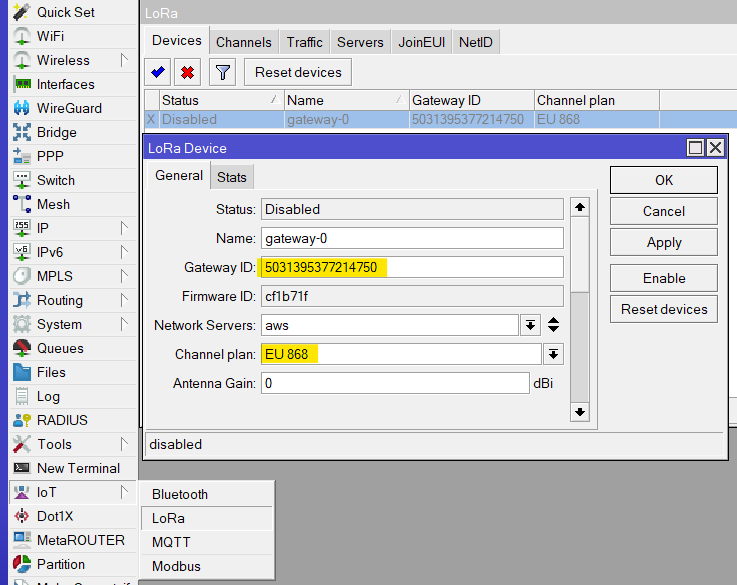 Quick Set
WiFi
Wireless
Interfaces
WireGuard
Bridge
PPP
Switch
Mesh
IP
IPv6
MPLS
Routing
System
Queues
Files
Log
RADIUS
Tools
New Terminal
IoT
Dot1X
MetaROUTER
Partition
LoRa
Devices Channels Traffic Servers JoinEUI NetID
Reset devices
Status Name Gateway ID Channel plan
X Disabled gateway-0 5031395377214750 EU 868
LoRa Device
General Stats
Status: Disabled
Name: gateway-0
Gateway ID: 5031395377214750
Firmware ID: cf1b71f
Network Servers: aws
Channel plan: EU 868
Antenna Gain: 0 dBi
OK
Cancel
Apply
Enable
Reset devices
disabled
Bluetooth
LoRa
MQTT
Modbus